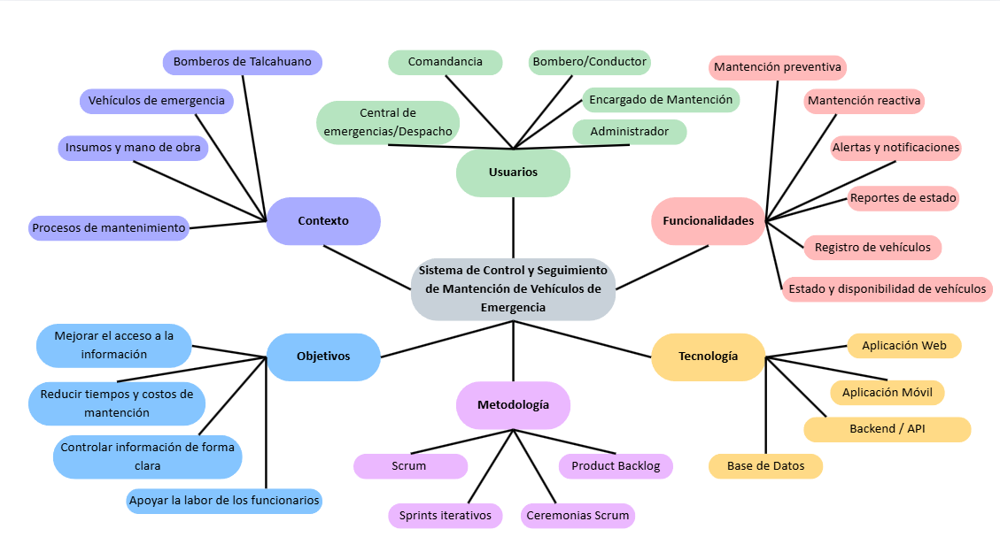 Bomberos de Talcahuano
Vehículos de emergencia
Insumos y mano de obra
Procesos de mantenimiento
Contexto
Comandancia
Bombero/Conductor
Encargado de Mantención
Central de
emergencias/Despacho
Administrador
Usuarios
Mantención preventiva
Mantención reactiva
Alertas y notificaciones
Reportes de estado
Registro de vehículos
Estado y disponibilidad de vehículos
Funcionalidades
Sistema de Control y Seguimiento
de Mantención de Vehículos de
Emergencia
Mejorar el acceso a la
información
Reducir tiempos y costos de
mantención
Controlar información de forma
clara
Apoyar la labor de los funcionarios
Objetivos
Metodología
Scrum
Product Backlog
Sprints iterativos
Ceremonias Scrum
Tecnología
Aplicación Web
Aplicación Móvil
Backend / API
Base de Datos